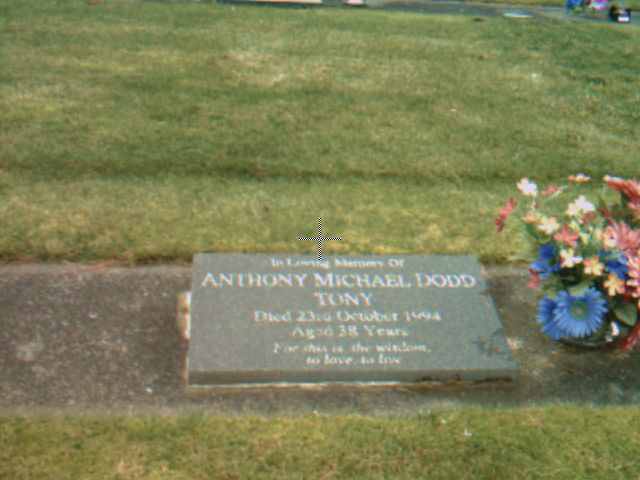 In Loving Memory Of
ANTHONY MICHAEL DODD
TONY
Died 23rd October 1994
Aged 38 Years
For this is the wisdom,
to love, to live